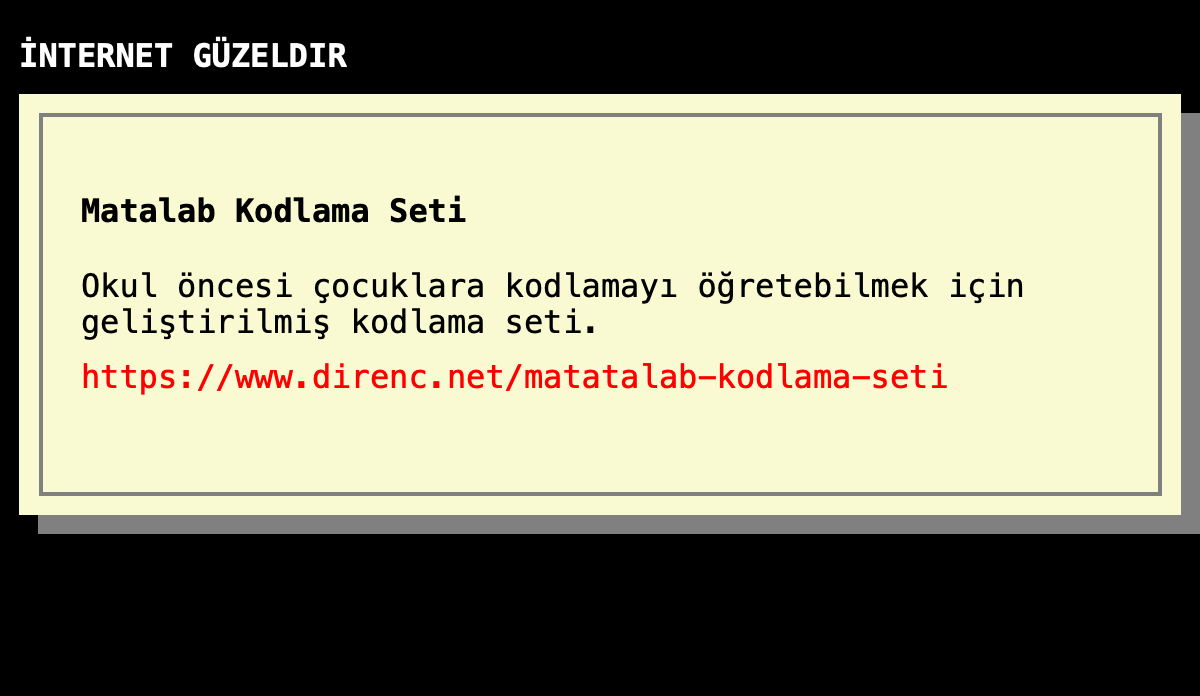 İNTERNET GÜZELDIR
Matalab Kodlama Seti
Okul öncesi çocuklara kodlamayı öğretebilmek için
geliştirilmiş kodlama seti.
https://www.direnc.net/matatalab-kodlama-seti